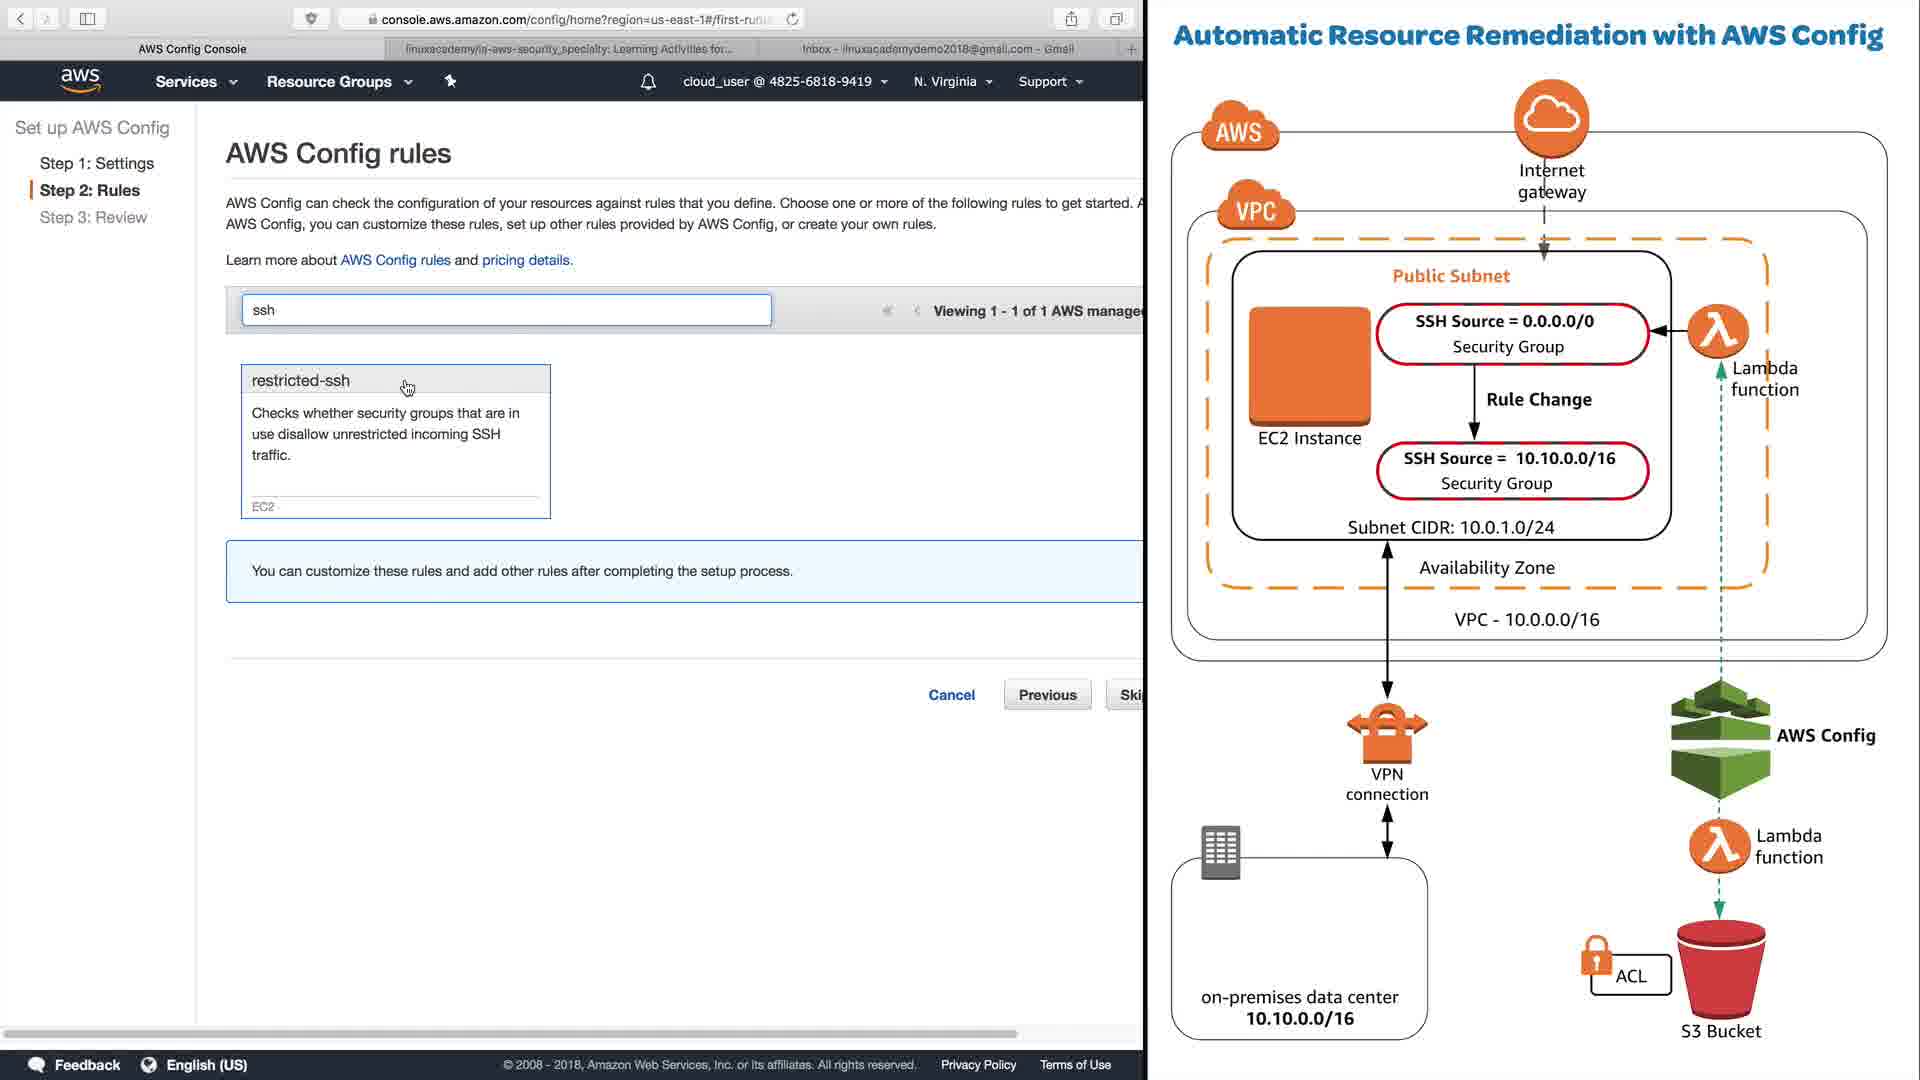 console.aws.amazon.com/config/home?region=us-east-1#/first-run
AWS Config Console
linuxacademy/la-aws-security_specialty: Learning Activities for...
Inbox - linuxacademydemo2018@gmail.com - Gmail
aws
Services
Resource Groups
cloud_user @ 4825-6818-9419
N. Virginia
Support
Set up AWS Config
Step 1: Settings
Step 2: Rules
Step 3: Review
AWS Config rules
AWS Config can check the configuration of your resources against rules that you define. Choose one or more of the following rules to get started. A
AWS Config, you can customize these rules, set up other rules provided by AWS Config, or create your own rules.
Learn more about AWS Config rules and pricing details.
ssh
Viewing 1 - 1 of 1 AWS manage
restricted-ssh
Checks whether security groups that are in
use disallow unrestricted incoming SSH
traffic.
EC2
You can customize these rules and add other rules after completing the setup process.
Cancel
Previous
Ski
Feedback
English (US)
© 2008 - 2018, Amazon Web Services, Inc. or its affiliates. All rights reserved.
Privacy Policy
Terms of Use
Automatic Resource Remediation with AWS Config
AWS
Internet
gateway
VPC
Public Subnet
SSH Source = 0.0.0.0/0
Security Group
Lambda
function
Rule Change
EC2 Instance
SSH Source = 10.10.0.0/16
Security Group
Subnet CIDR: 10.0.1.0/24
Availability Zone
VPC - 10.0.0.0/16
AWS Config
VPN
connection
Lambda
function
ACL
on-premises data center
10.10.0.0/16
S3 Bucket